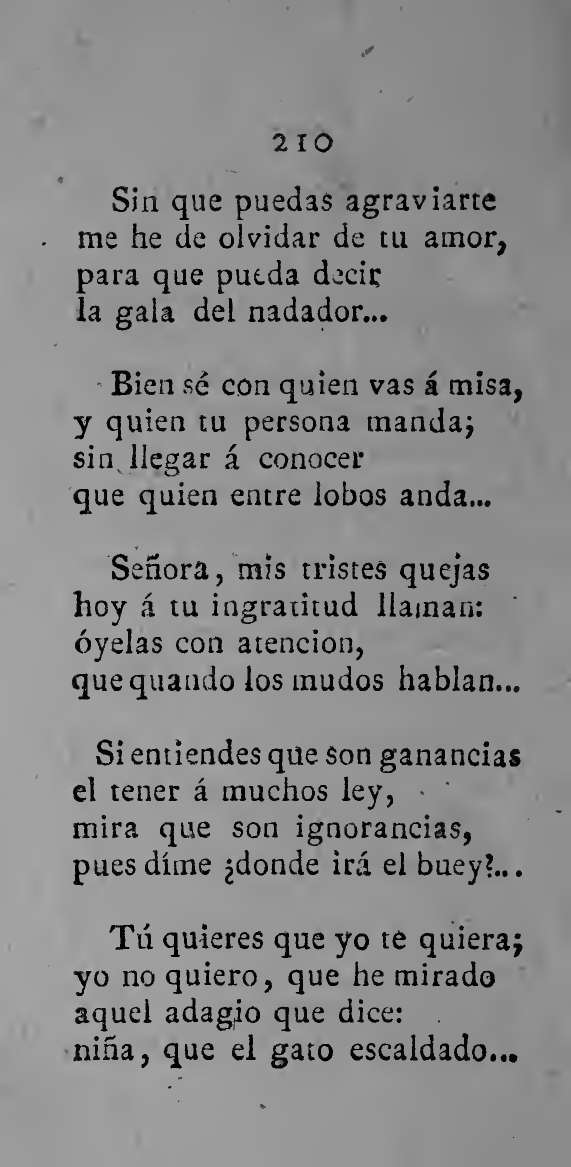 210
Sin que puedas agraviarte
me he de olvidar de tu amor,
para que pueda decir
la gala del nadador...
Bien sé con quien vas á misa,
y quien tu persona manda;
sin llegar á conocer
que quien entre lobos anda...
Señora, mis tristes quejas
hoy á tu ingratitud llaman:
óyelas con atencion,
que quando los mudos hablan...
Si entiendes que son ganancias
el tener á muchos ley,
mira que son ignorancias,
pues díme ¿donde irá el buey?...
Tú quieres que yo te quiera;
yo no quiero, que he mirado
aquel adagio que dice:
niña, que el gato escaldado...